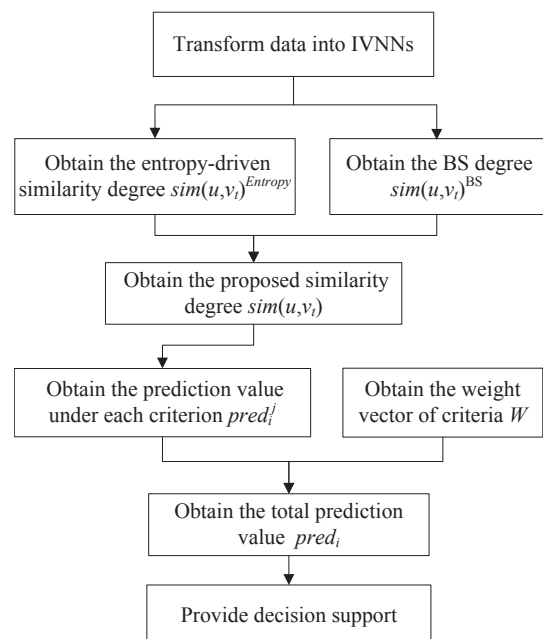 Transform data into IVNNs
Obtain the entropy-driven
similarity degree sim(u,vₜ)ᴱⁿᵗʳᵒᵖʸ
Obtain the BS degree
sim(u,vₜ)ᴮˢ
Obtain the proposed similarity
degree sim(u,vₜ)
Obtain the prediction value
under each criterion predᵢʲ
Obtain the weight
vector of criteria W
Obtain the total prediction
value predᵢ
Provide decision support